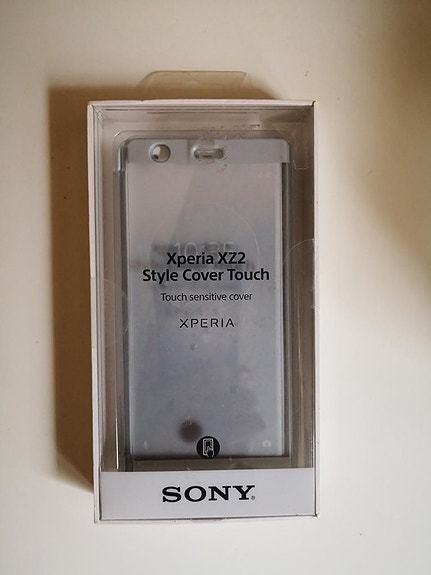 Xperia XZ2
Style Cover Touch
Touch sensitive cover
XPERIA
SONY®